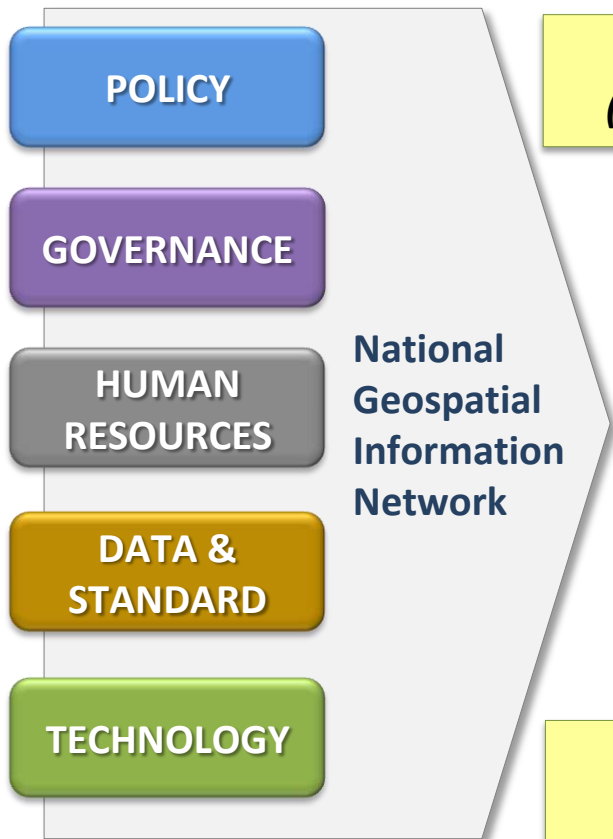 POLICY
GOVERNANCE
HUMAN
RESOURCES
DATA &
STANDARD
TECHNOLOGY
National
Geospatial
Information
Network